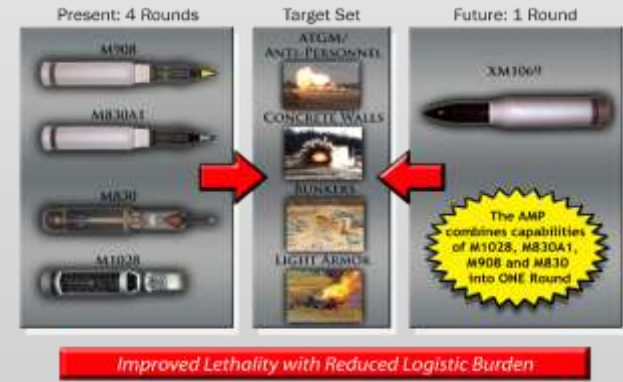 Present: 4 Rounds
Target Set
Future: 1 Round
M908
M830A1
M830
M1028
ATGM/
ANTI-PERSONNEL
CONCRETE WALLS
BUNKERS
LIGHT ARMOR
XM1069
The AMP
combines capabilities
of M1028, M830A1,
M908 and M830
into ONE Round
Improved Lethality with Reduced Logistic Burden